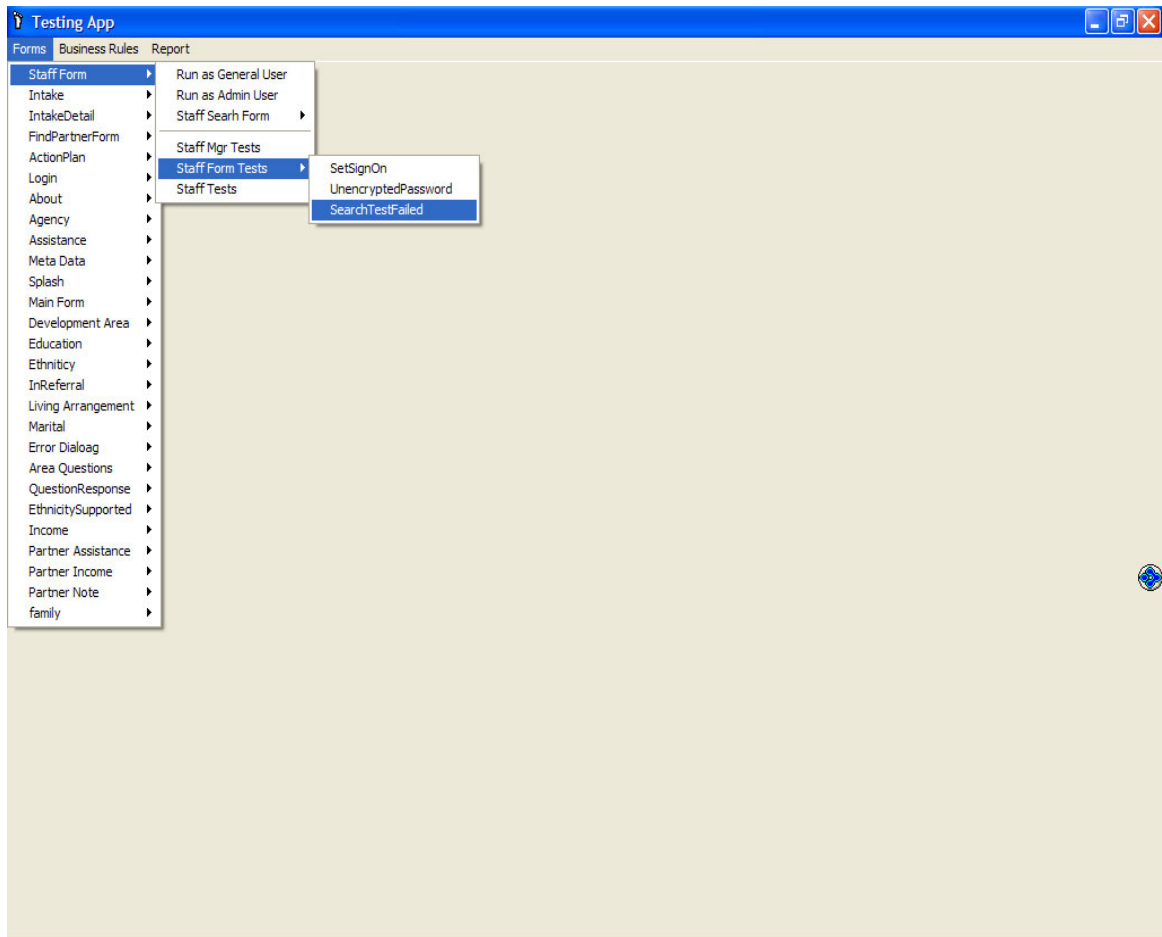 Testing App
Forms Business Rules Report
Staff Form
Intake
IntakeDetail
FindPartnerForm
ActionPlan
Login
About
Agency
Assistance
Meta Data
Splash
Main Form
Development Area
Education
Ethniticy
InReferral
Living Arrangement
Marital
Error Dialoag
Area Questions
QuestionResponse
EthnicitySupported
Income
Partner Assistance
Partner Income
Partner Note
family
Run as General User
Run as Admin User
Staff Searh Form
Staff Mgr Tests
Staff Form Tests
Staff Tests
SetSignOn
UnencryptedPassword
SearchTestFailed